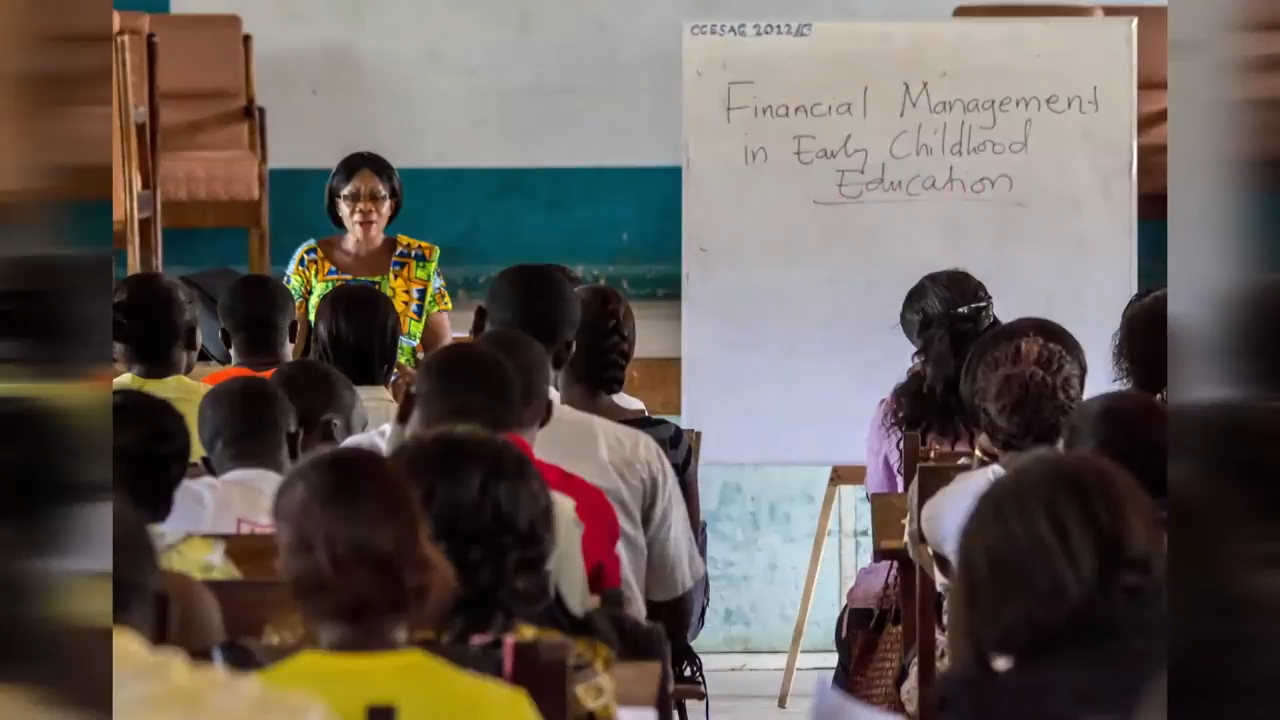 CCESAG 2012/13
Financial Management
in Early Childhood
Education